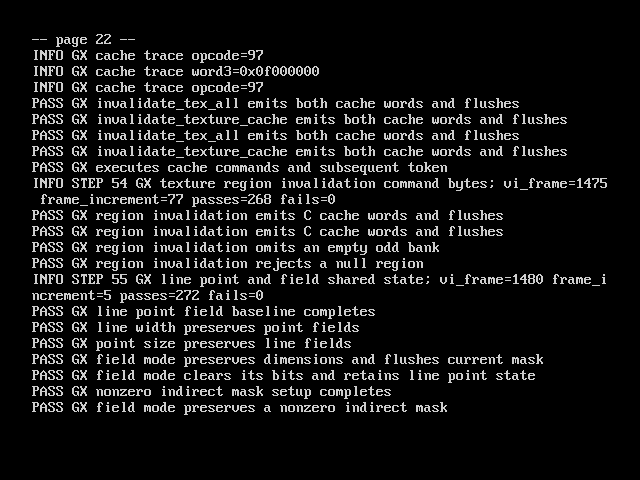 -- page 22 --
INFO GX cache trace opcode=97
INFO GX cache trace word3=0x0f000000
INFO GX cache trace opcode=97
PASS GX invalidate_tex_all emits both cache words and flushes
PASS GX invalidate_texture_cache emits both cache words and flushes
PASS GX invalidate_tex_all emits both cache words and flushes
PASS GX invalidate_texture_cache emits both cache words and flushes
PASS GX executes cache commands and subsequent token
INFO STEP 54 GX texture region invalidation command bytes; vi_frame=1475
 frame_increment=77 passes=268 fails=0
PASS GX region invalidation emits C cache words and flushes
PASS GX region invalidation emits C cache words and flushes
PASS GX region invalidation omits an empty odd bank
PASS GX region invalidation rejects a null region
INFO STEP 55 GX line point and field shared state; vi_frame=1480 frame_i
ncrement=5 passes=272 fails=0
PASS GX line point field baseline completes
PASS GX line width preserves point fields
PASS GX point size preserves line fields
PASS GX field mode preserves dimensions and flushes current mask
PASS GX field mode clears its bits and retains line point state
PASS GX nonzero indirect mask setup completes
PASS GX field mode preserves a nonzero indirect mask